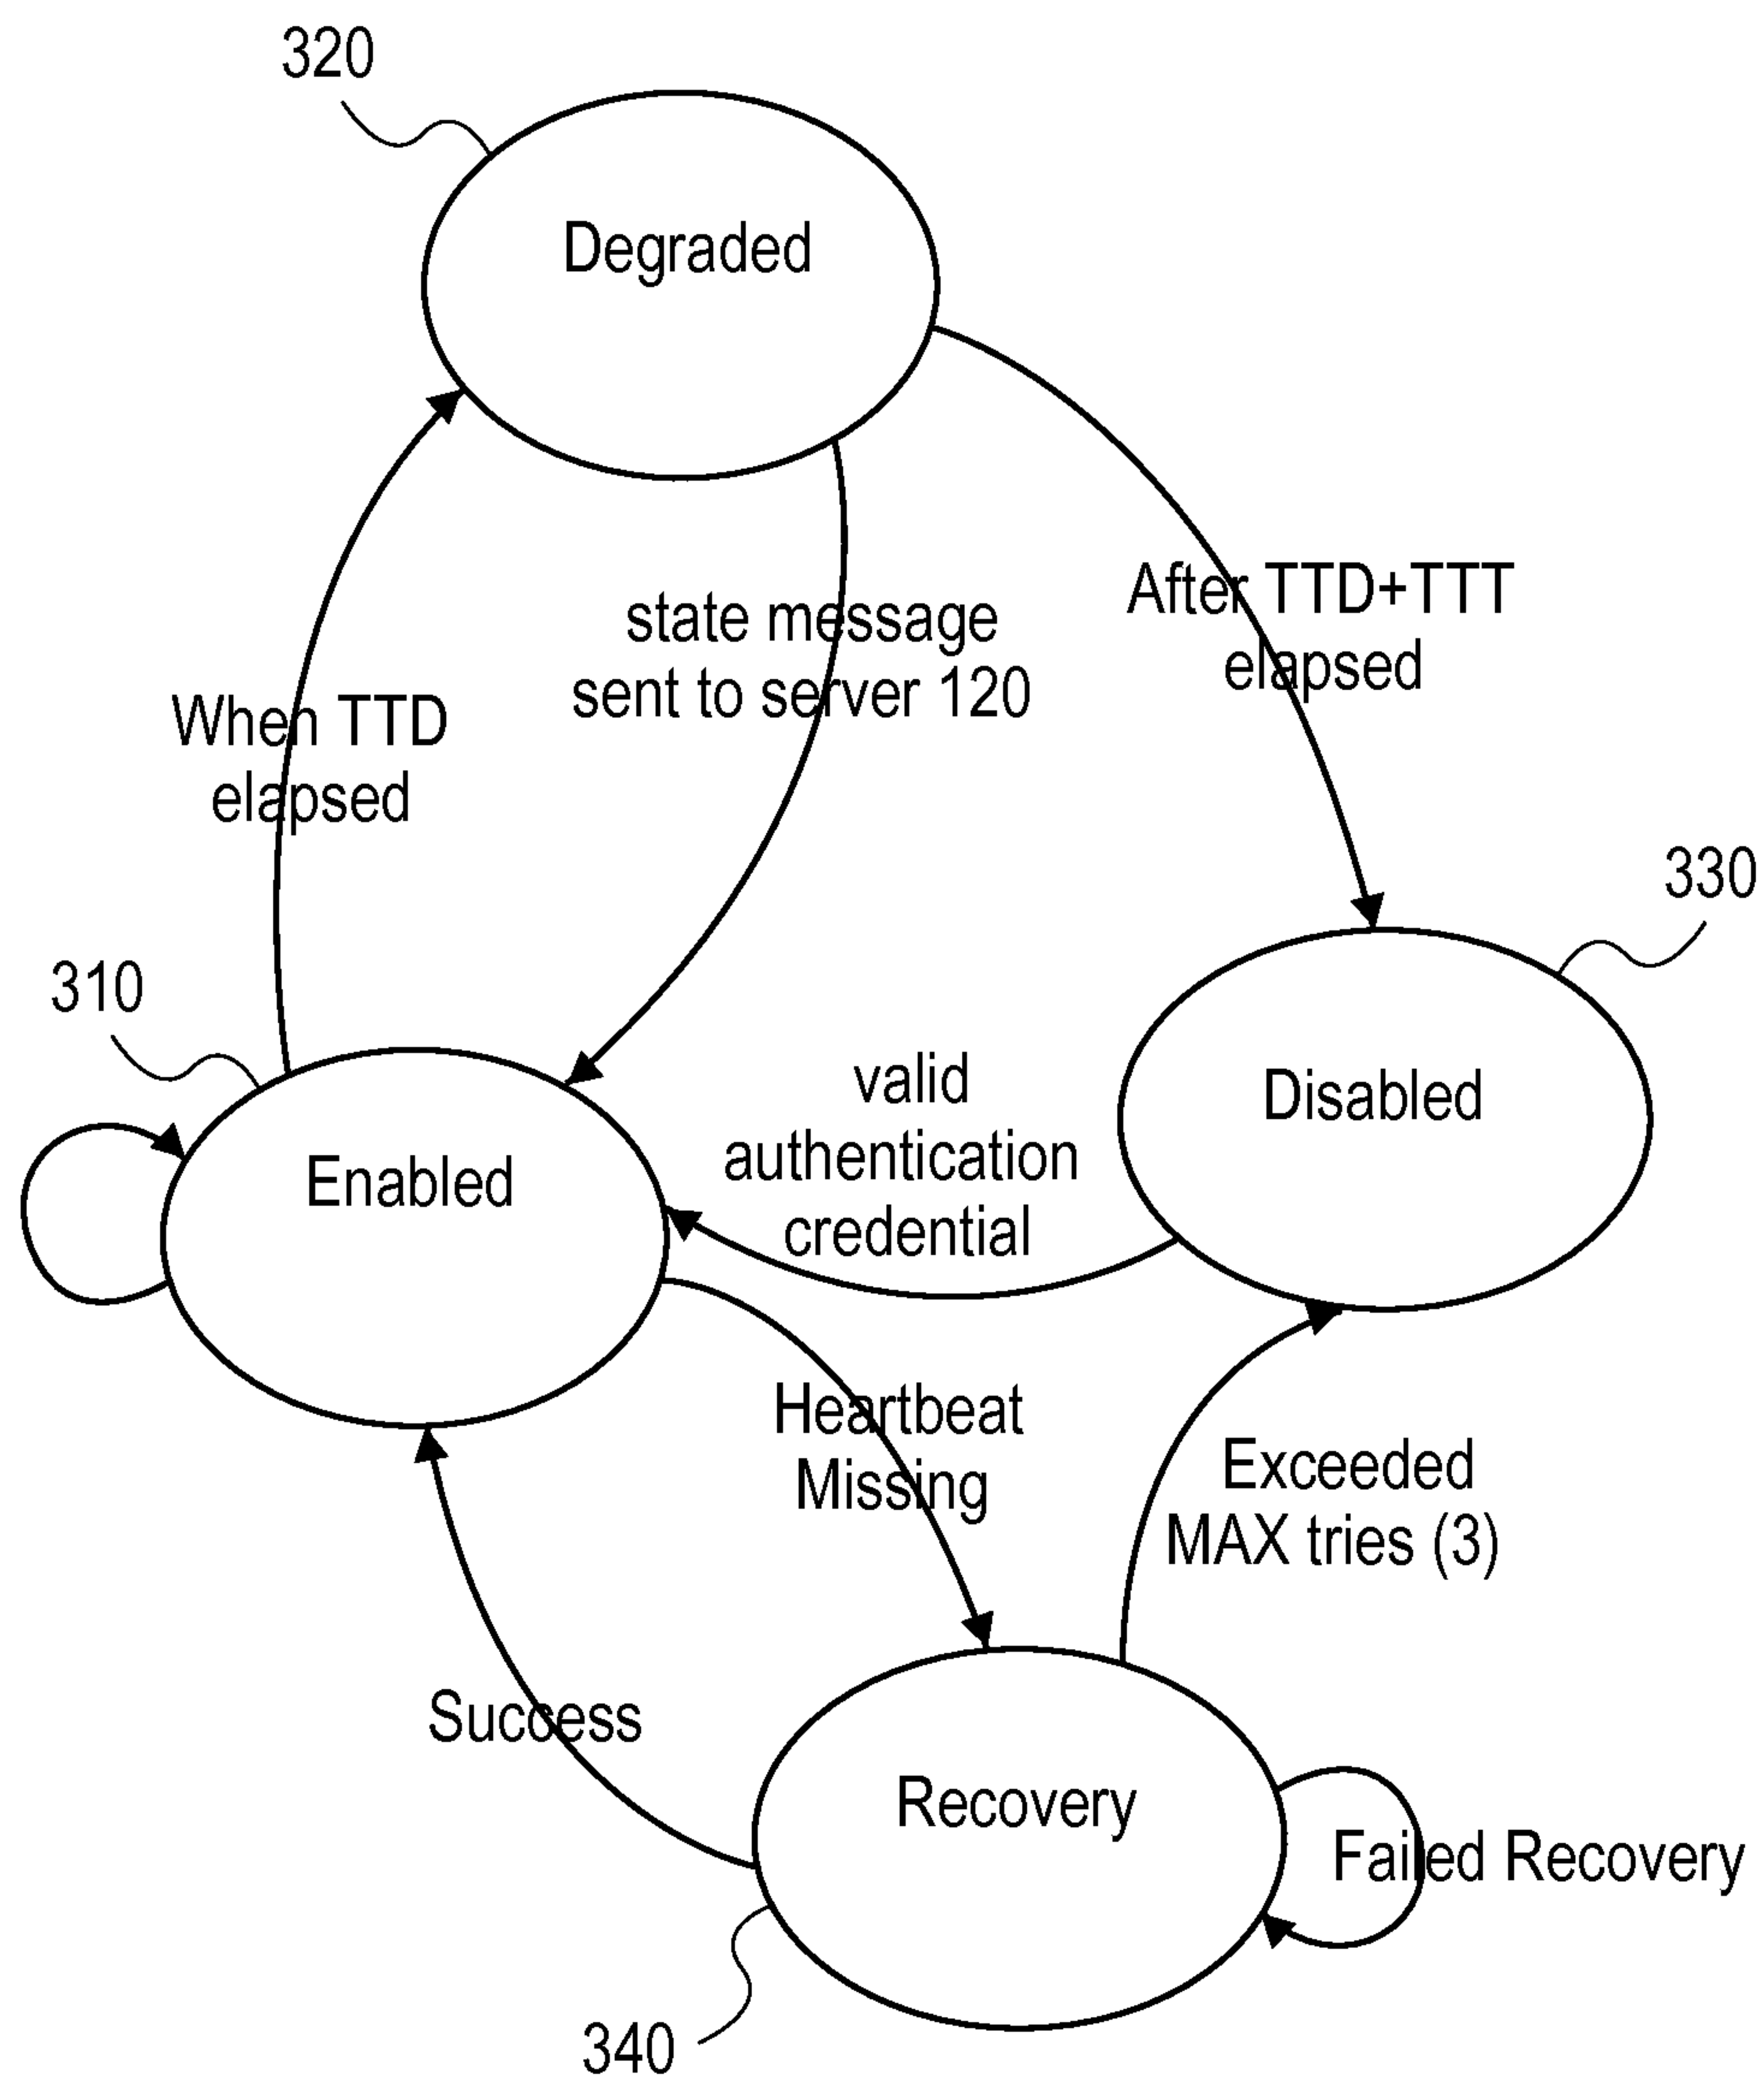 320
Degraded
After TTD+TTT
elapsed
state message
sent to server 120
When TTD
elapsed
330
310
Disabled
valid
authentication
credential
Enabled
Heartbeat
Missing
Exceeded
MAX tries (3)
Success
Recovery
Failed Recovery
340